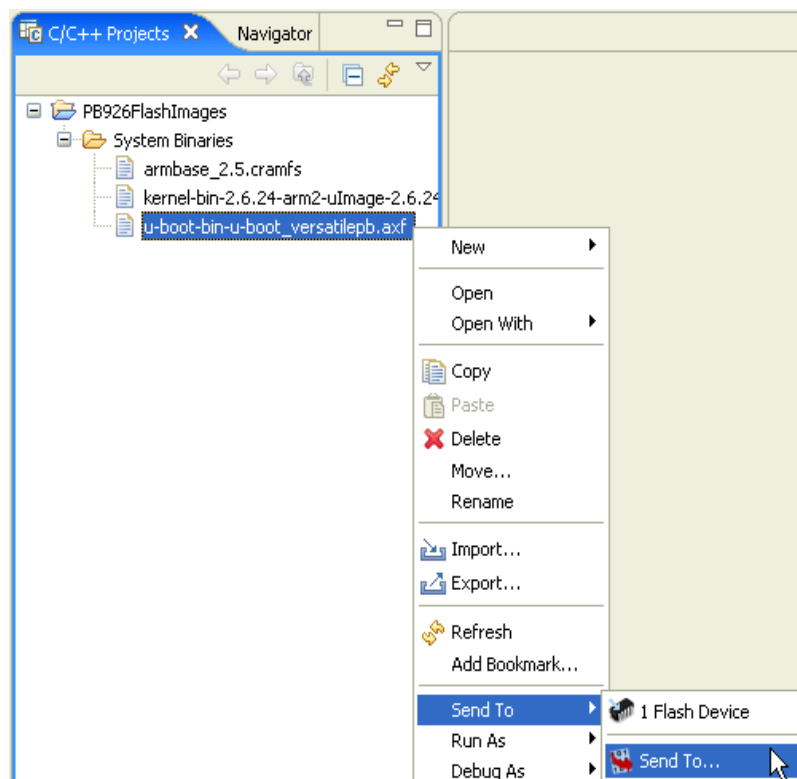 C/C++ Projects
Navigator
PB926FlashImages
System Binaries
armbase_2.5.cramfs
kernel-bin-2.6.24-arm2-uImage-2.6.24
u-boot-bin-u-boot_versatilepb.axf
New
Open
Open With
Copy
Paste
Delete
Move...
Rename
Import...
Export...
Refresh
Add Bookmark...
Send To
1 Flash Device
Run As
Send To...
Debug As